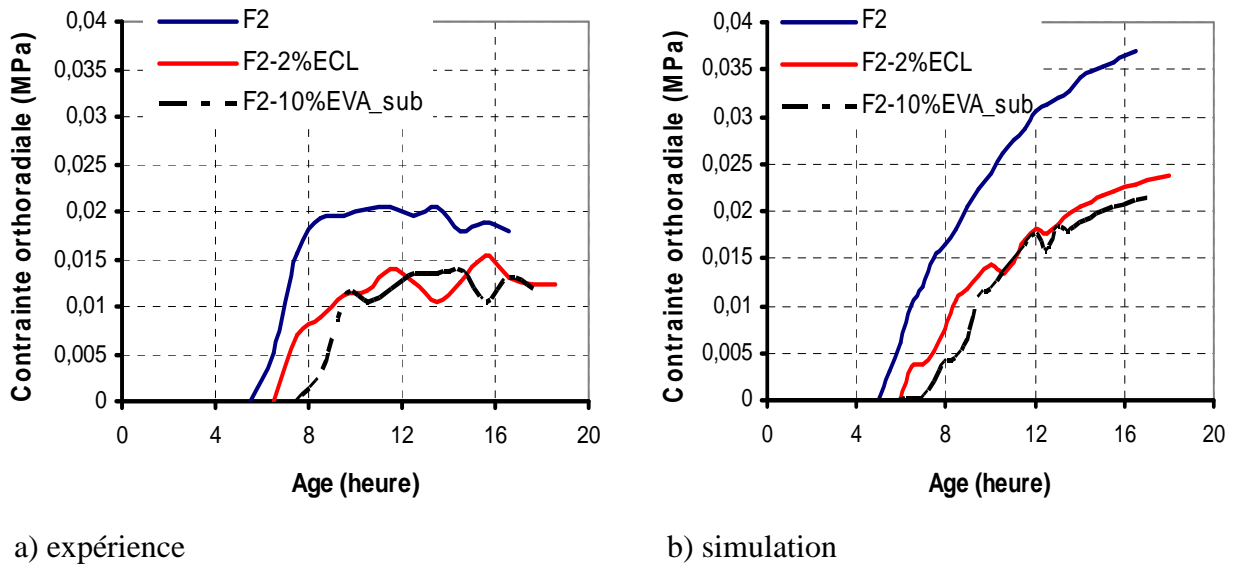 Contrainte orthoradiale (MPa)
0,04
0,035
0,03
0,025
0,02
0,015
0,01
0,005
0
0 4 8 12 16 20
Age (heure)
F2
F2-2%ECL
F2-10%EVA_sub
a) expérience
Contrainte orthoradiale (MPa)
0,04
0,035
0,03
0,025
0,02
0,015
0,01
0,005
0
0 4 8 12 16 20
Age (heure)
F2
F2-2%ECL
F2-10%EVA_sub
b) simulation